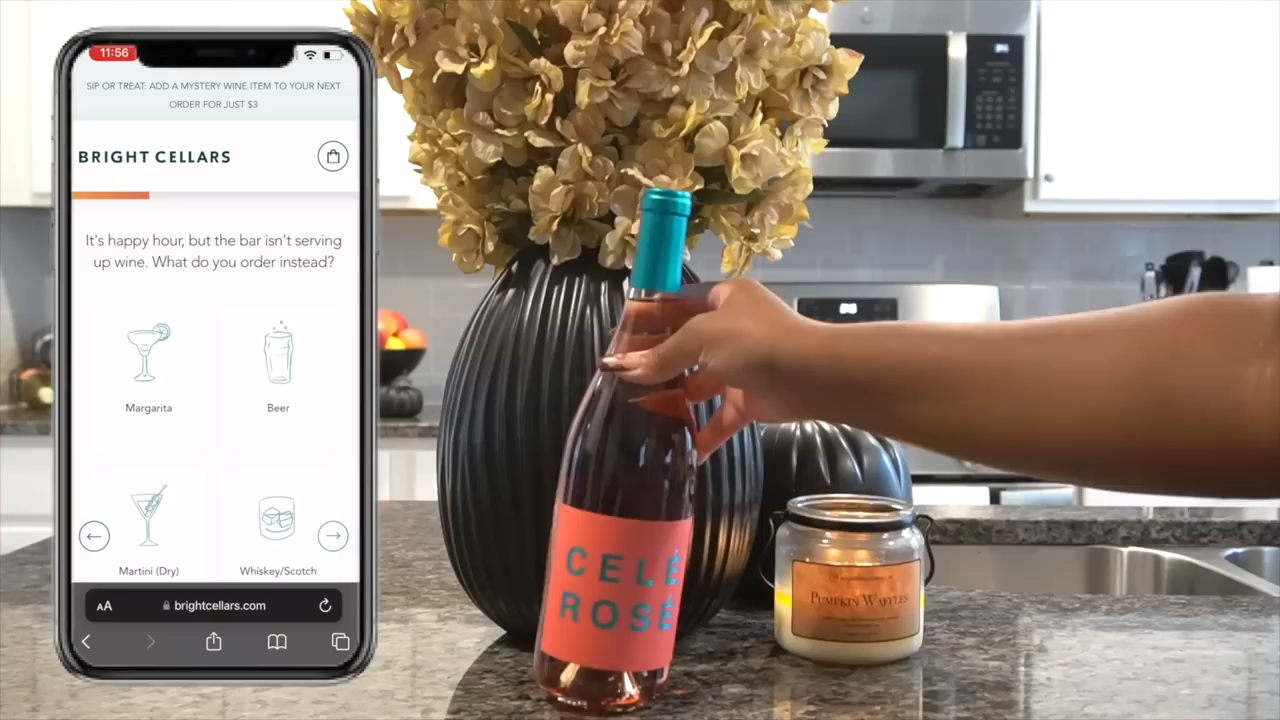 11:56
SIP OR TREAT: ADD A MYSTERY WINE ITEM TO YOUR NEXT
ORDER FOR JUST $3
BRIGHT CELLARS
It's happy hour, but the bar isn't serving
up wine. What do you order instead?
Margarita
Beer
Martini (Dry)
Whiskey/Scotch
AA
brightcellars.com
CELÉ
ROSÉ
PUMPKIN WAFFLES